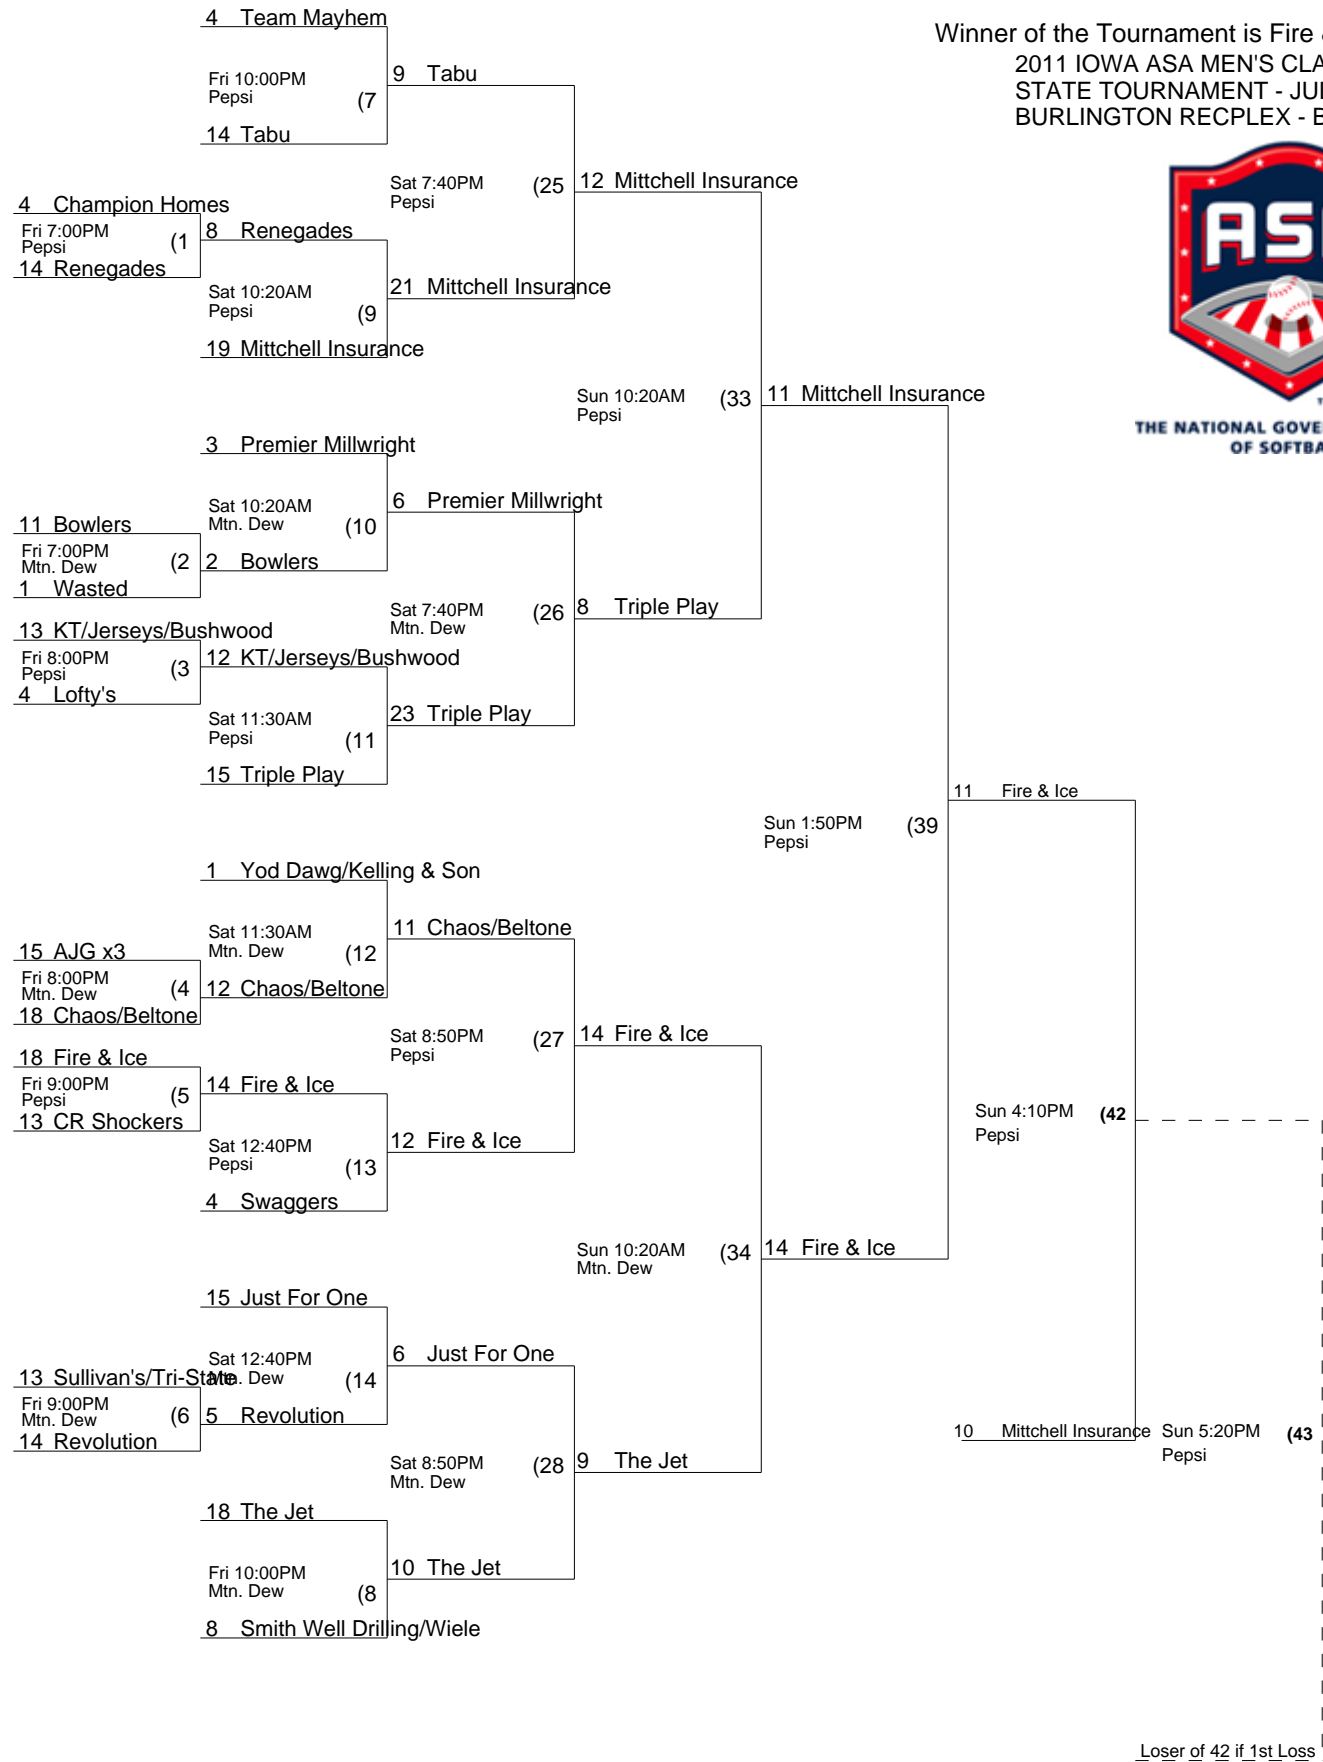 4 Team Mayhem
Winner of the Tournament is Fire
2011 IOWA ASA MEN'S
STATE TOURNAMENT -
BURLINGTON RECPLEX -
Fri 10:00PM
Pepsi (7
9 Tabu
14 Tabu
Sat 7:40PM
Pepsi (25
12 Mittchell Insurance
4 Champion Homes
Fri 7:00PM
Pepsi (1
14 Renegades
8 Renegades
Sat 10:20AM
Pepsi (9
21 Mittchell Insurance
19 Mittchell Insurance
THE NATIONAL
OF
Sun 10:20AM
Pepsi (33
11 Mittchell Insurance
3 Premier Millwright
Sat 10:20AM
Mtn. Dew (10
6 Premier Millwright
11 Bowlers
Fri 7:00PM
Mtn. Dew (2
1 Wasted
2 Bowlers
Sat 7:40PM
Mtn. Dew (26
8 Triple Play
13 KT/Jerseys/Bushwood
Fri 8:00PM
Pepsi (3
4 Lofty's
12 KT/Jerseys/Bushwood
Sat 11:30AM
Pepsi (11
23 Triple Play
15 Triple Play
Sun 1:50PM
Pepsi (39
11 Fire & Ice
1 Yod Dawg/Kelling & Son
Sat 11:30AM
Mtn. Dew (12
11 Chaos/Beltone
15 AJG x3
Fri 8:00PM
Mtn. Dew (4
18 Chaos/Beltone
12 Chaos/Beltone
Sat 8:50PM
Pepsi (27
14 Fire & Ice
18 Fire & Ice
Fri 9:00PM
Pepsi (5
13 CR Shockers
14 Fire & Ice
Sat 12:40PM
Pepsi (13
12 Fire & Ice
4 Swaggers
Sun 4:10PM
Pepsi (42
Sun 10:20AM
Mtn. Dew (34
14 Fire & Ice
15 Just For One
Sat 12:40PM
Mtn. Dew (14
6 Just For One
13 Sullivan's/Tri-State
Fri 9:00PM
Mtn. Dew (6
14 Revolution
5 Revolution
Sat 8:50PM
Mtn. Dew (28
9 The Jet
10 Mittchell Insurance
Sun 5:20PM
Pepsi (43
18 The Jet
Fri 10:00PM
Mtn. Dew (8
10 The Jet
8 Smith Well Drilling/Wiele
Loser of 42 if 1st Loss